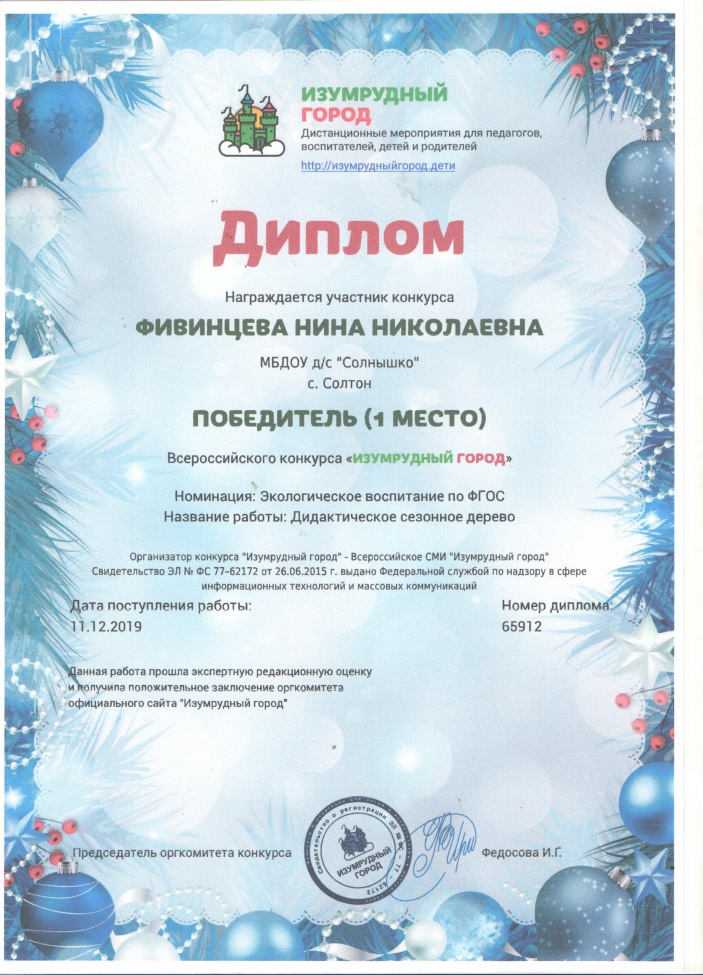 ИЗУМРУДНЫЙ
ГОРОД
Дистанционные мероприятия для педагогов,
воспитателей, детей и родителей
http://изумрудныйгород.дети
Диплом
Награждается участник конкурса
ФИВИНЦЕВА НИНА НИКОЛАЕВНА
МБДОУ д/с "Солнышко"
с. Солтон
ПОБЕДИТЕЛЬ (1 МЕСТО)
Всероссийского конкурса «ИЗУМРУДНЫЙ ГОРОД»
Номинация: Экологическое воспитание по ФГОС
Название работы: Дидактическое сезонное дерево
Организатор конкурса "Изумрудный город" - Всероссийское СМИ "Изумрудный город"
Свидетельство ЭЛ № ФС 77-62172 от 26.06.2015 г. выдано Федеральной службой по надзору в сфере
информационных технологий и массовых коммуникаций
Дата поступления работы:
11.12.2019
Номер диплома:
65912
Данная работа прошла экспертную редакционную оценку
и получила положительное заключение оргкомитета
официального сайта "Изумрудный город"
Председатель оргкомитета конкурса
Свидетельство о регистрации ЭЛ № ФС - 77 - 62172
ИЗУМРУДНЫЙ
ГОРОД
Федосова И.Г.